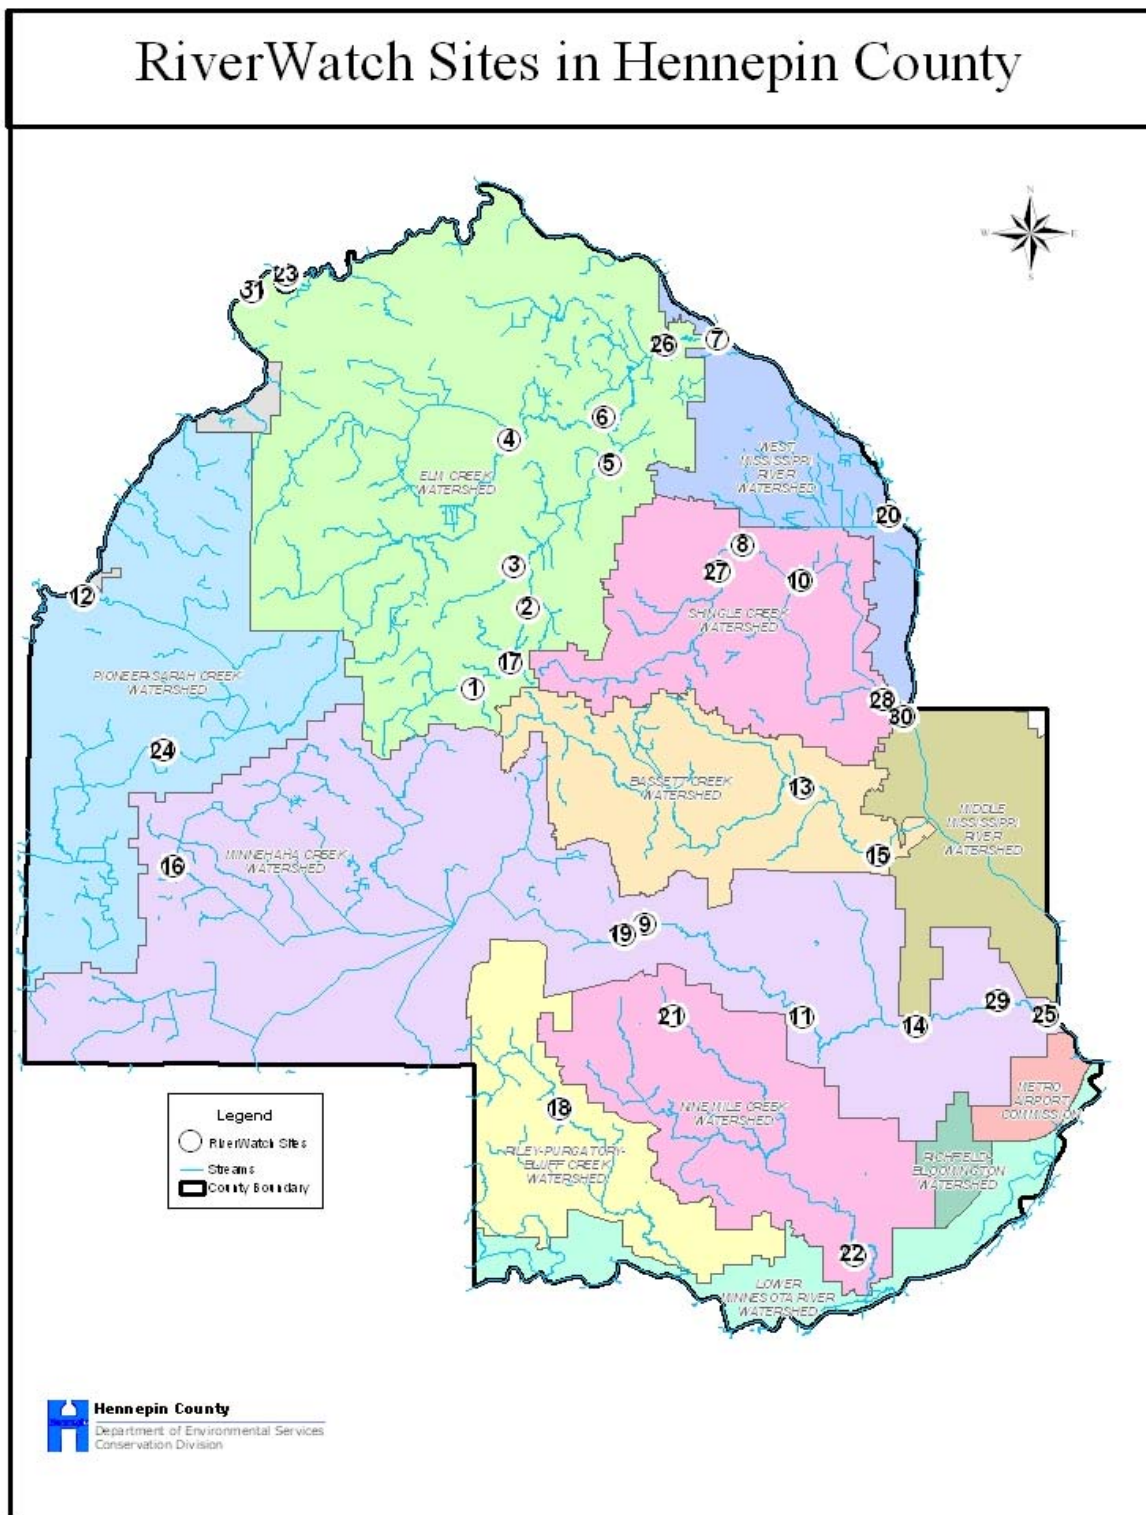 RiverWatch Sites in Hennepin County
N
W
E
S
31
23
26
7
6
4
5
ELM CREEK
WATERSHED
WEST
MISSISSIPPI
RIVER
WATERSHED
20
8
3
27
10
12
2
SHINGLE CREEK
WATERSHED
17
PIONEER-SARAH CREEK
WATERSHED
1
28
30
24
BASSETT CREEK
WATERSHED
13
MIDDLE
MISSISSIPPI
RIVER
WATERSHED
16
MINNEHAHA CREEK
WATERSHED
15
19
9
29
21
11
14
25
METRO
AIRPORT
COMMISSION
18
NINE MILE CREEK
WATERSHED
RILEY-PURGATORY-
BLUFF CREEK
WATERSHED
RICHFIELD-
BLOOMINGTON
WATERSHED
22
LOWER
MINNESOTA RIVER
WATERSHED
Legend
RiverWatch Sites
Streams
County Boundary
Hennepin County
Department of Environmental Services
Conservation Division